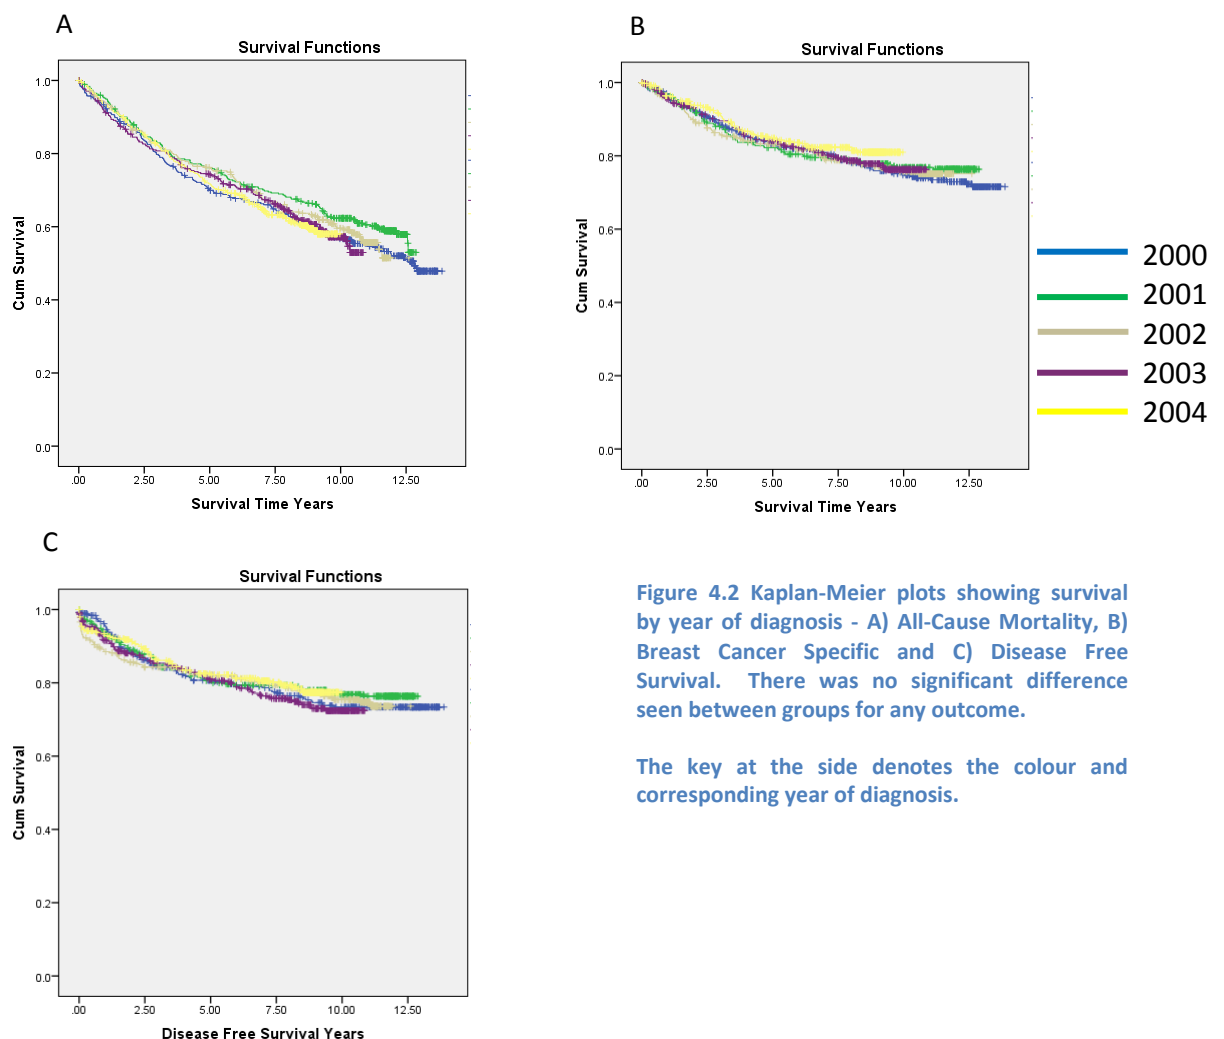 A
Survival Functions
1.0
0.8
0.6
0.4
0.2
0.0
Cum Survival
.00 2.50 5.00 7.50 10.00 12.50
Survival Time Years
B
Survival Functions
1.0
0.8
0.6
0.4
0.2
0.0
Cum Survival
.00 2.50 5.00 7.50 10.00 12.50
Survival Time Years
2000
2001
2002
2003
2004
C
Survival Functions
1.0
0.8
0.6
0.4
0.2
0.0
Cum Survival
.00 2.50 5.00 7.50 10.00 12.50
Disease Free Survival Years
Figure 4.2 Kaplan-Meier plots showing survival
by year of diagnosis - A) All-Cause Mortality, B)
Breast Cancer Specific and C) Disease Free
Survival. There was no significant difference
seen between groups for any outcome.
The key at the side denotes the colour and
corresponding year of diagnosis.